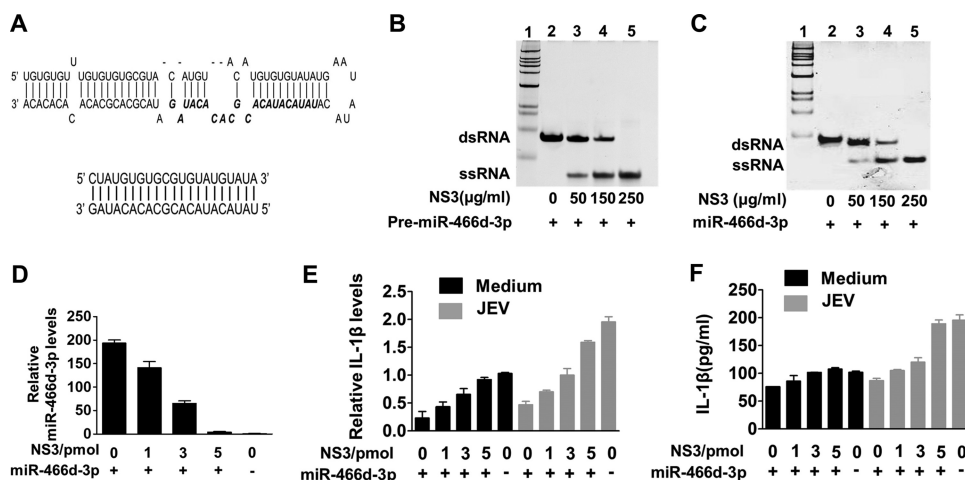 A
U - - --A A AA
5' UGUGUGU UGUGUGUGCGUA C AUGU C UGUGUGUAUAUG U
3' ACACACA ACACGCACGCAU G UACA G ACAUACAUAUAC A
C A A CAC C AU
5' CUAUGUGUGCGUGUAUGUAUA 3'
3' GAUACACACGCACAUACAUAU 5'
B
1 2 3 4 5
dsRNA
ssRNA
NS3(µg/ml) 0 50 150 250
Pre-miR-466d-3p + + + +
C
1 2 3 4 5
dsRNA
ssRNA
NS3 (µg/ml) 0 50 150 250
miR-466d-3p + + + +
D
Relative
miR-466d-3p levels
250
200
150
100
50
0
NS3/pmol 0 1 3 5 0
miR-466d-3p + + + + -
E
Medium
JEV
Relative IL-1β levels
2.5
2.0
1.5
1.0
0.5
0.0
NS3/pmol 0 1 3 5 0 0 1 3 5 0
miR-466d-3p + + + + - + + + + -
F
Medium
JEV
IL-1β(pg/ml)
250
200
150
100
50
0
NS3/pmol 0 1 3 5 0 0 1 3 5 0
miR-466d-3p + + + + - + + + + -